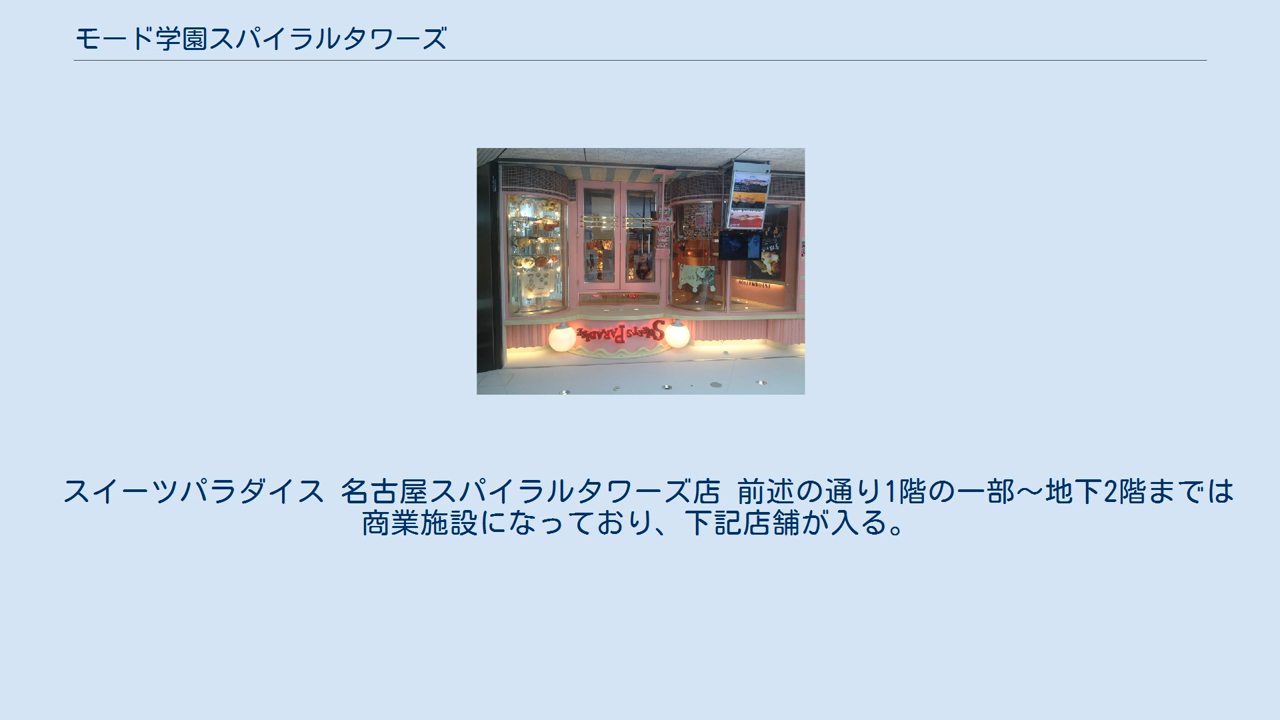 モード学園スパイラルタワーズ
SWEETS PARADISE
スイーツパラダイス 名古屋スパイラルタワーズ店 前述の通り1階の一部～地下2階までは
商業施設になっており、下記店舗が入る。